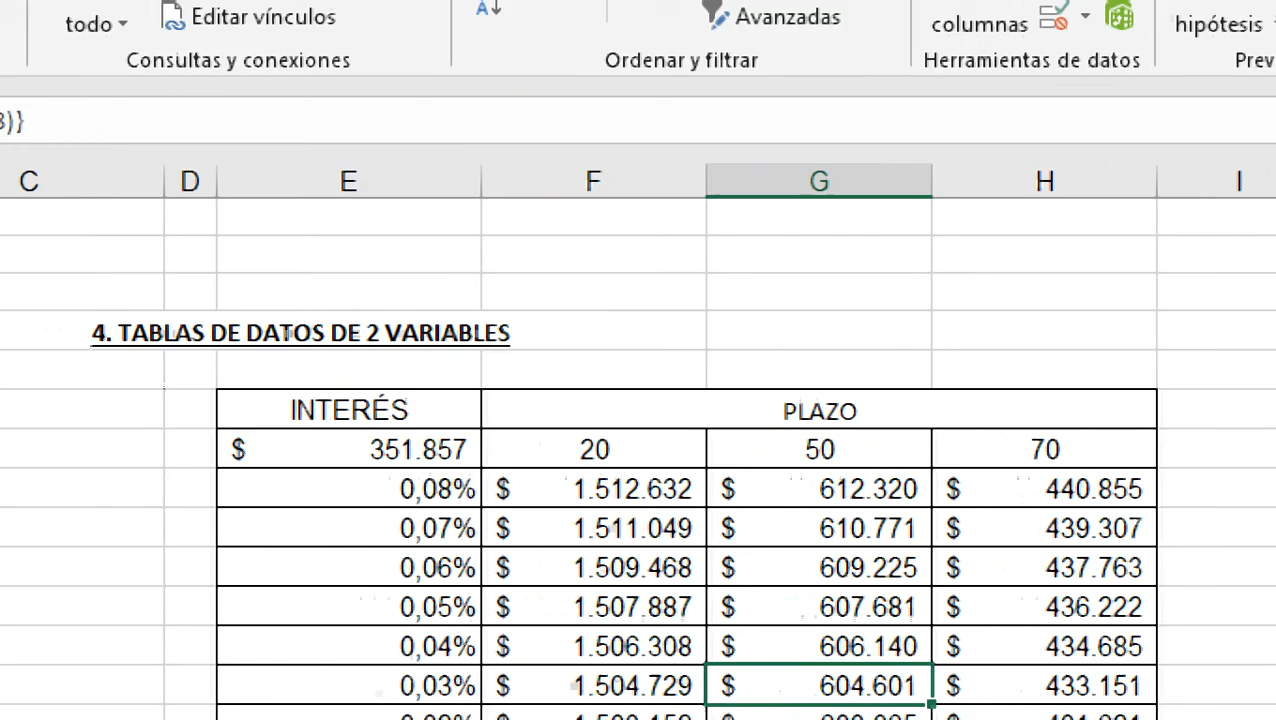 todo Editar vínculos Avanzadas columnas hipótesis
Consultas y conexiones Ordenar y filtrar Herramientas de datos Prev
)}
C D E F G H I
4. TABLAS DE DATOS DE 2 VARIABLES
INTERÉS PLAZO
$ 351.857 20 50 70
0,08% $ 1.512.632 $ 612.320 $ 440.855
0,07% $ 1.511.049 $ 610.771 $ 439.307
0,06% $ 1.509.468 $ 609.225 $ 437.763
0,05% $ 1.507.887 $ 607.681 $ 436.222
0,04% $ 1.506.308 $ 606.140 $ 434.685
0,03% $ 1.504.729 $ 604.601 $ 433.151